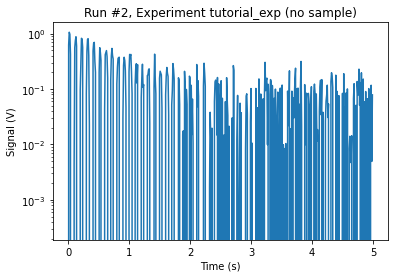 Run #2, Experiment tutorial_exp (no sample)
Signal (V)
10⁰
10⁻¹
10⁻²
10⁻³
0 1 2 3 4 5
Time (s)